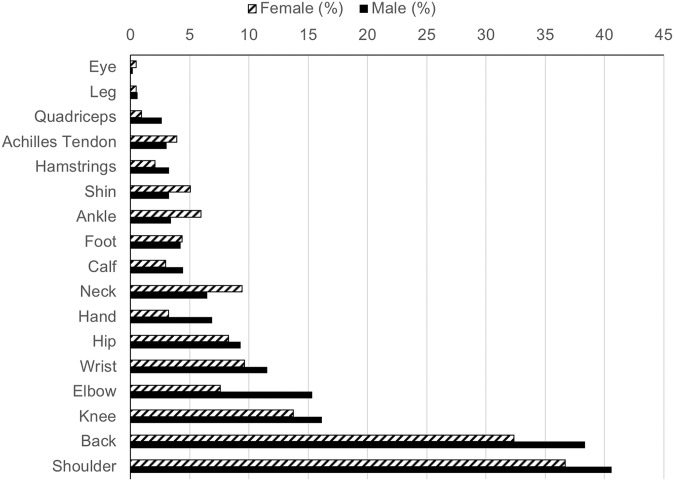 Female (%) Male (%)
0 5 10 15 20 25 30 35 40 45
Eye
Leg
Quadriceps
Achilles Tendon
Hamstrings
Shin
Ankle
Foot
Calf
Neck
Hand
Hip
Wrist
Elbow
Knee
Back
Shoulder